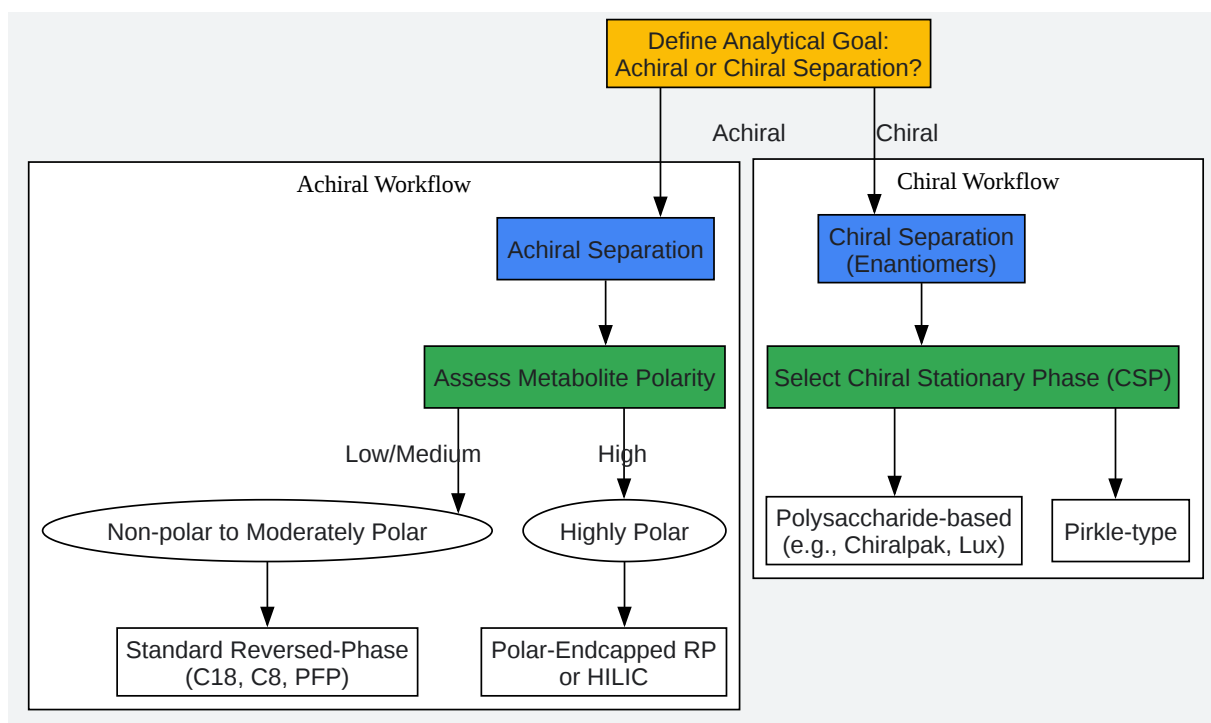 Define Analytical Goal:
Achiral or Chiral Separation?
Achiral
Chiral
Achiral Workflow
Achiral Separation
Assess Metabolite Polarity
Low/Medium
High
Non-polar to Moderately Polar
Highly Polar
Standard Reversed-Phase
(C18, C8, PFP)
Polar-Endcapped RP
or HILIC
Chiral Workflow
Chiral Separation
(Enantiomers)
Select Chiral Stationary Phase (CSP)
Polysaccharide-based
(e.g., Chiralpak, Lux)
Pirkle-type